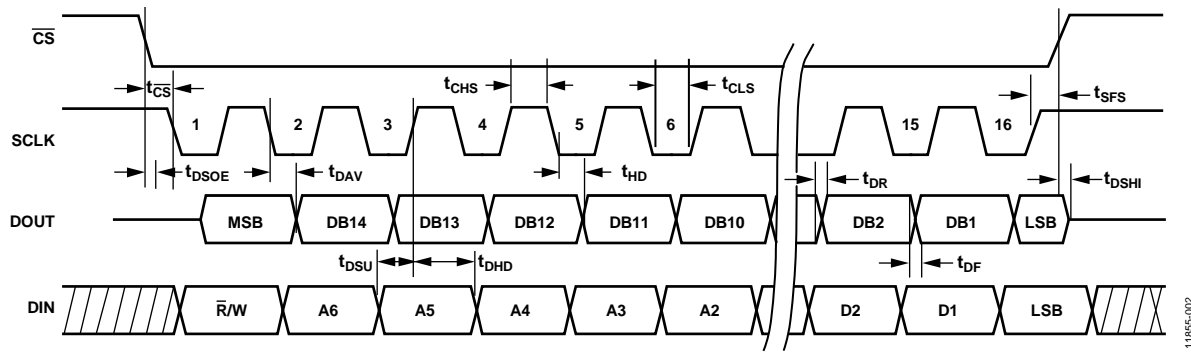 CS
tCS
tCHS
tCLS
tSFS
SCLK
1
2
3
4
5
6
15
16
tDSOE
tDAV
tHD
tDR
tDSHI
DOUT
MSB
DB14
DB13
DB12
DB11
DB10
DB2
DB1
LSB
tDSU
tDHD
tDF
DIN
R/W
A6
A5
A4
A3
A2
D2
D1
LSB
11855-002